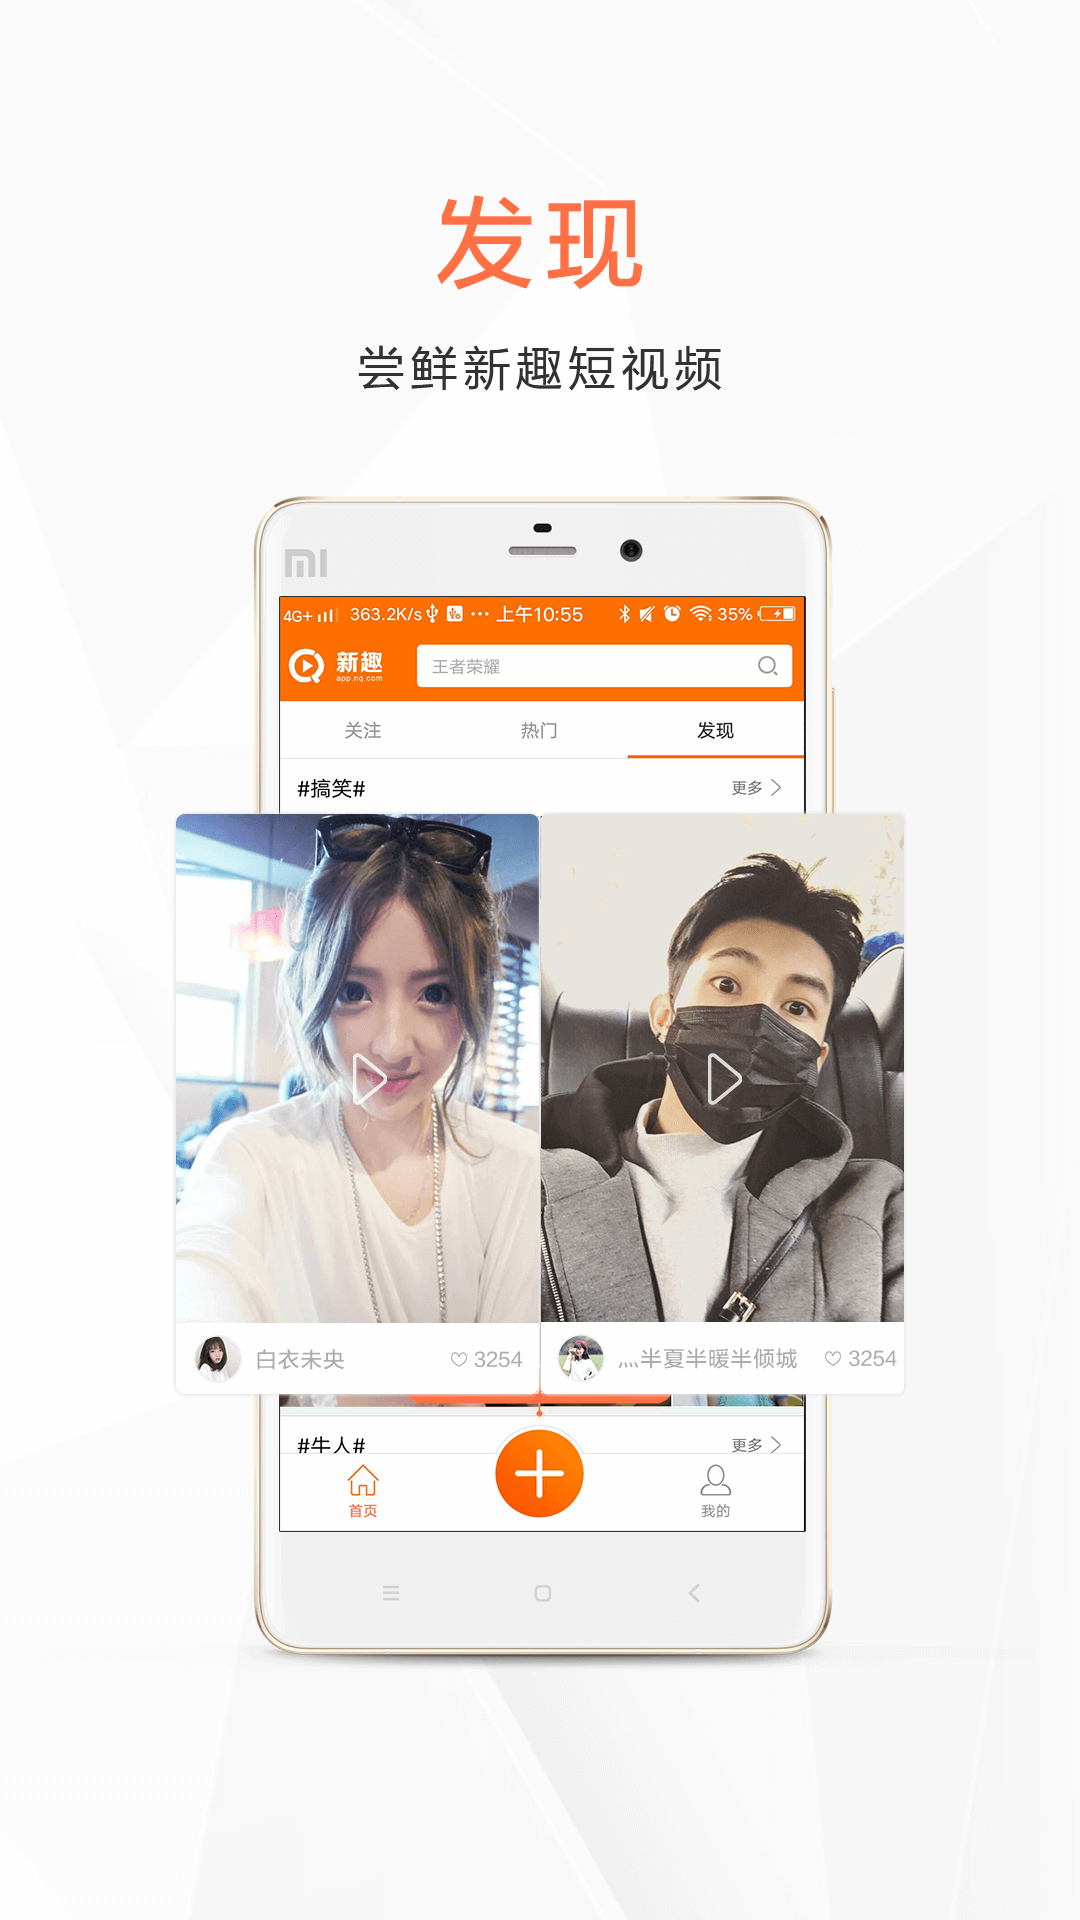 发现
尝鲜新趣短视频
mi
4G+ 363.2K/s ··· 上午10:55 35%
新趣
app.nq.com
王者荣耀
关注 热门 发现
#搞笑# 更多
白衣未央 3254
灬半夏半暖半倾城 3254
#牛人# 更多
首页 我的